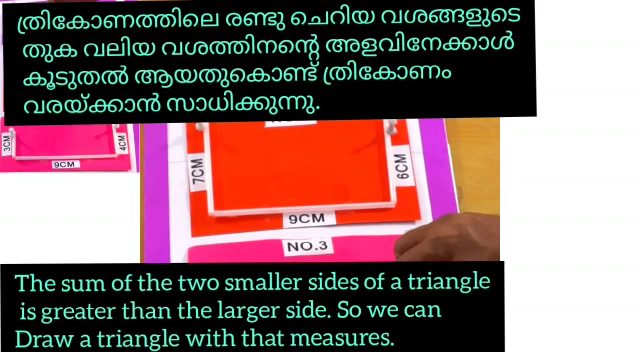 ത്രികോണത്തിലെ രണ്ടു ചെറിയ വശങ്ങളുടെ
തുക വലിയ വശത്തിനന്റെ അളവിനേക്കാൾ
കൂടുതൽ ആയതുകൊണ്ട് ത്രികോണം
വരയ്ക്കാൻ സാധിക്കുന്നു.
3CM
4CM
9CM
7CM
6CM
9CM
NO.3
The sum of the two smaller sides of a triangle
is greater than the larger side. So we can
Draw a triangle with that measures.